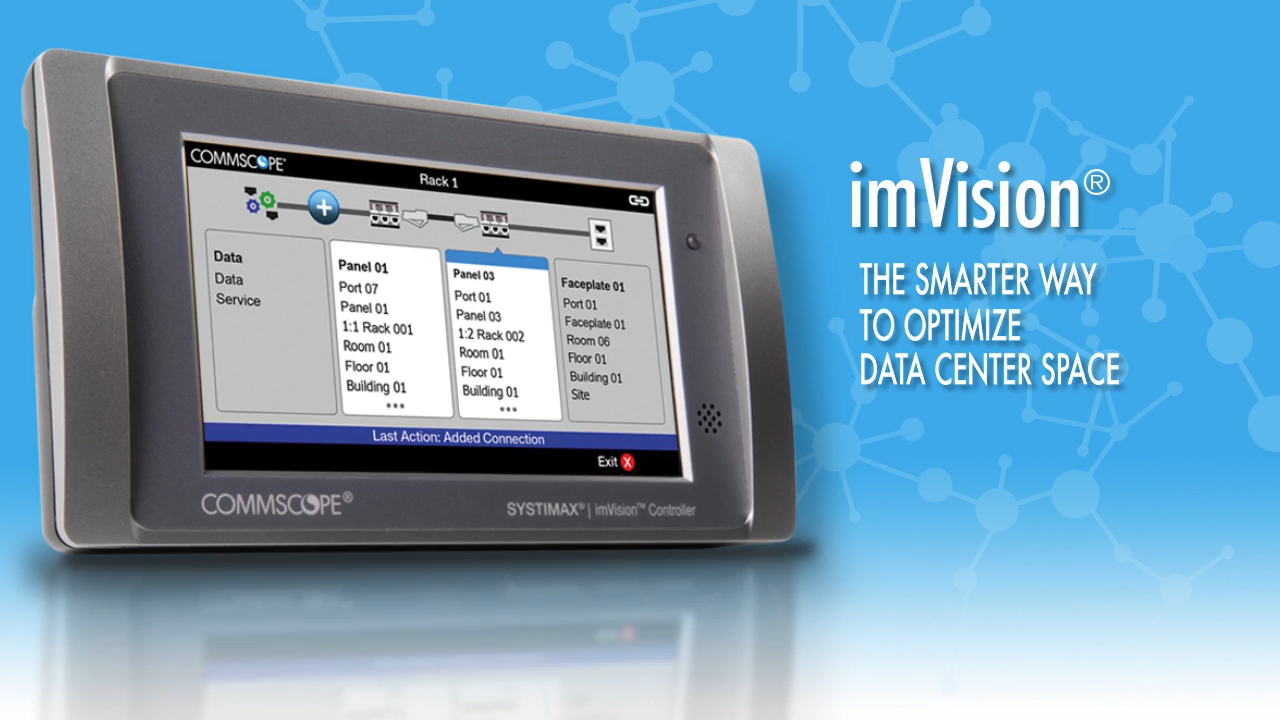 COMMSCOPE®
Rack 1
Data
Data
Service
Panel 01
Port 07
Panel 01
1:1 Rack 001
Room 01
Floor 01
Building 01
Panel 03
Port 01
Panel 03
1:2 Rack 002
Room 01
Floor 01
Building 01
Faceplate 01
Port 01
Faceplate 01
Room 06
Floor 01
Building 01
Site
Last Action: Added Connection
Exit X
COMMSCOPE®
SYSTIMAX® | imVision™ Controller
imVision®
THE SMARTER WAY
TO OPTIMIZE
DATA CENTER SPACE